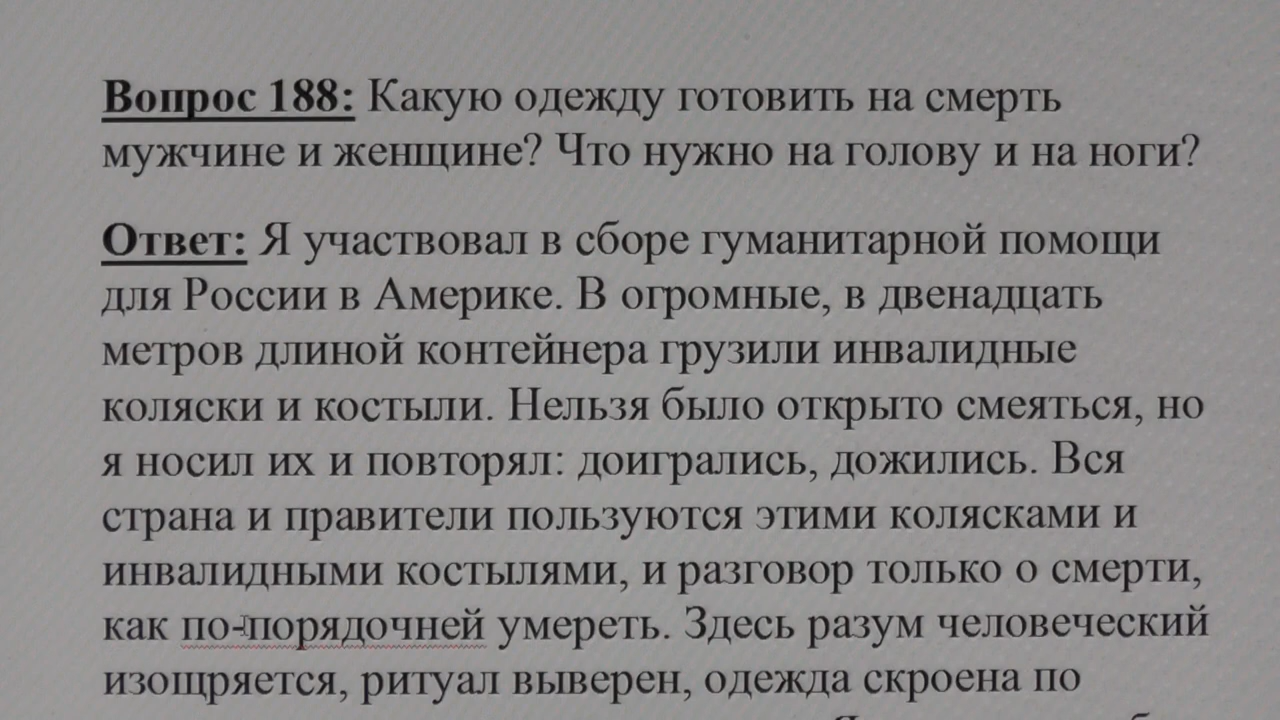 Вопрос 188: Какую одежду готовить на смерть
мужчине и женщине? Что нужно на голову и на ноги?
Ответ: Я участвовал в сборе гуманитарной помощи
для России в Америке. В огромные, в двенадцать
метров длиной контейнера грузили инвалидные
коляски и костыли. Нельзя было открыто смеяться, но
я носил их и повторял: доигрались, дожились. Вся
страна и правители пользуются этими колясками и
инвалидными костылями, и разговор только о смерти,
как по-порядочней умереть. Здесь разум человеческий
изощряется, ритуал выверен, одежда скроена по